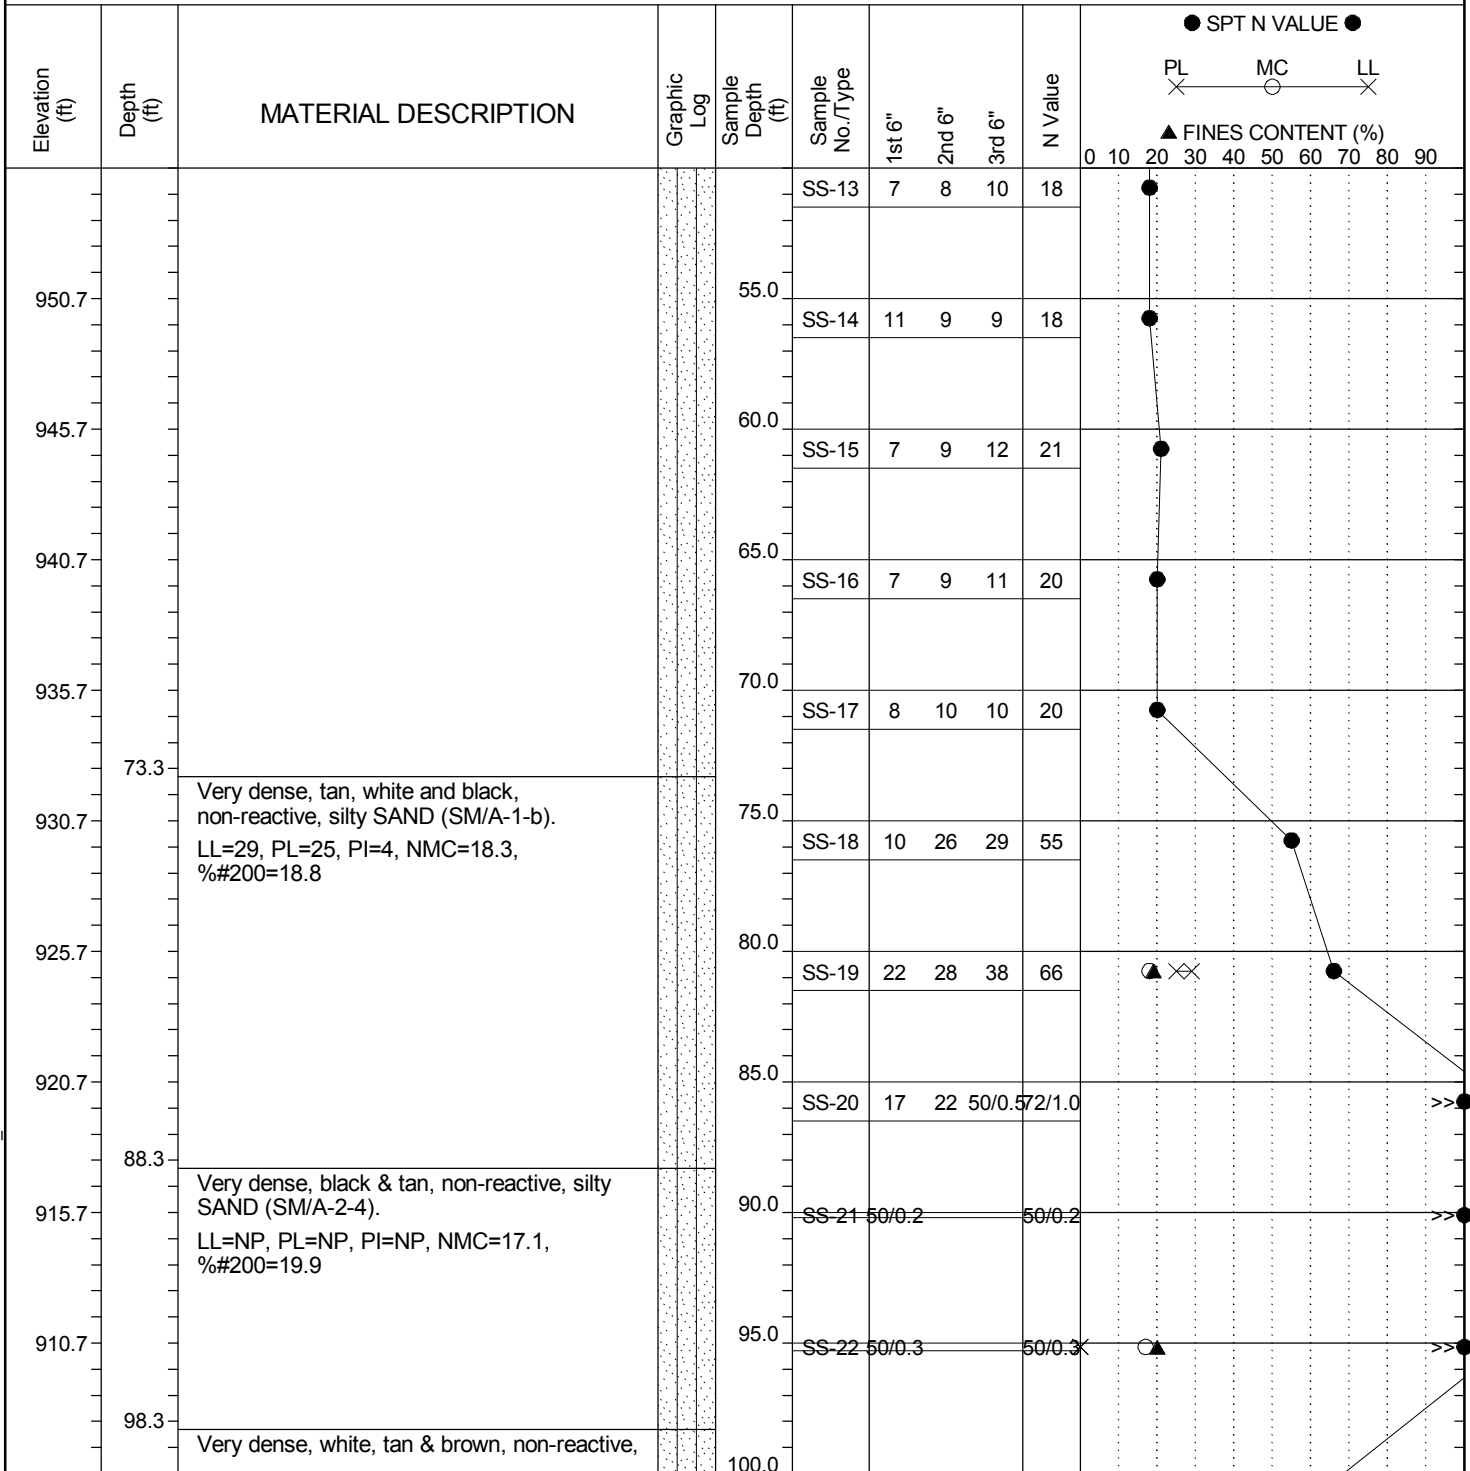 ● SPT N VALUE ●
PL MC LL
▲ FINES CONTENT (%)
Elevation (ft)
Depth (ft)
MATERIAL DESCRIPTION
Graphic Log
Sample Depth (ft)
Sample No./Type
1st 6"
2nd 6"
3rd 6"
N Value
0 10 20 30 40 50 60 70 80 90
SS-13 7 8 10 18
950.7 55.0
SS-14 11 9 9 18
945.7 60.0
SS-15 7 9 12 21
940.7 65.0
SS-16 7 9 11 20
935.7 70.0
SS-17 8 10 10 20
73.3
Very dense, tan, white and black,
non-reactive, silty SAND (SM/A-1-b).
930.7 75.0
LL=29, PL=25, PI=4, NMC=18.3,
%#200=18.8
SS-18 10 26 29 55
925.7 80.0
SS-19 22 28 38 66
920.7 85.0
SS-20 17 22 50/0.5 72/1.0 >>
88.3
Very dense, black & tan, non-reactive, silty
SAND (SM/A-2-4).
915.7 90.0
SS-21 50/0.2 50/0.2 >>
LL=NP, PL=NP, PI=NP, NMC=17.1,
%#200=19.9
910.7 95.0
SS-22 50/0.3 50/0.3 >>
98.3
Very dense, white, tan & brown, non-reactive,
100.0